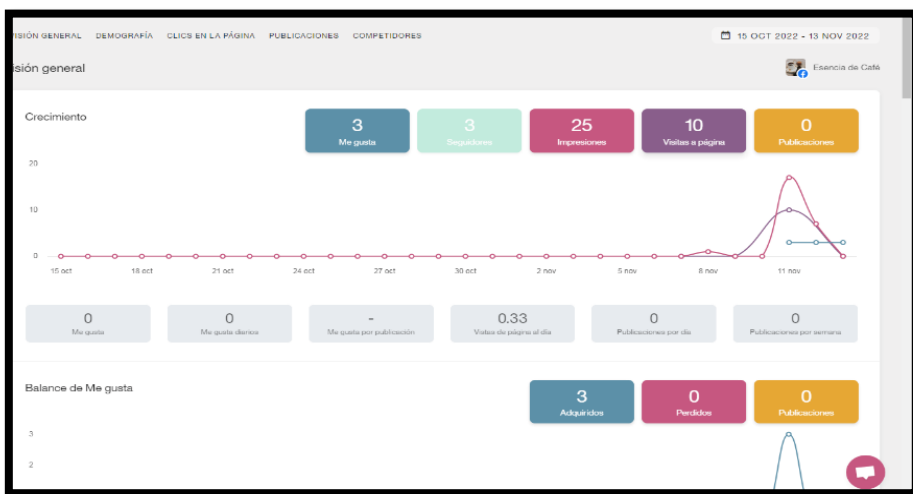 ISIÓN GENERAL DEMOGRAFÍA CLICS EN LA PÁGINA PUBLICACIONES COMPETIDORES 15 OCT 2022 - 13 NOV 2022
isión general Esencia de Café
Crecimiento
3 3 25 10 0
Me gusta Seguidores Impresiones Visitas a página Publicaciones
20
10
0
15 oct 18 oct 21 oct 24 oct 27 oct 30 oct 2 nov 5 nov 8 nov 11 nov
0 0 - 0.33 0 0
Me gusta Me gusta diarios Me gusta por publicación Visitas de página al día Publicaciones por día Publicaciones por semana
Balance de Me gusta
3 0 0
Adquiridos Perdidos Publicaciones
3
2